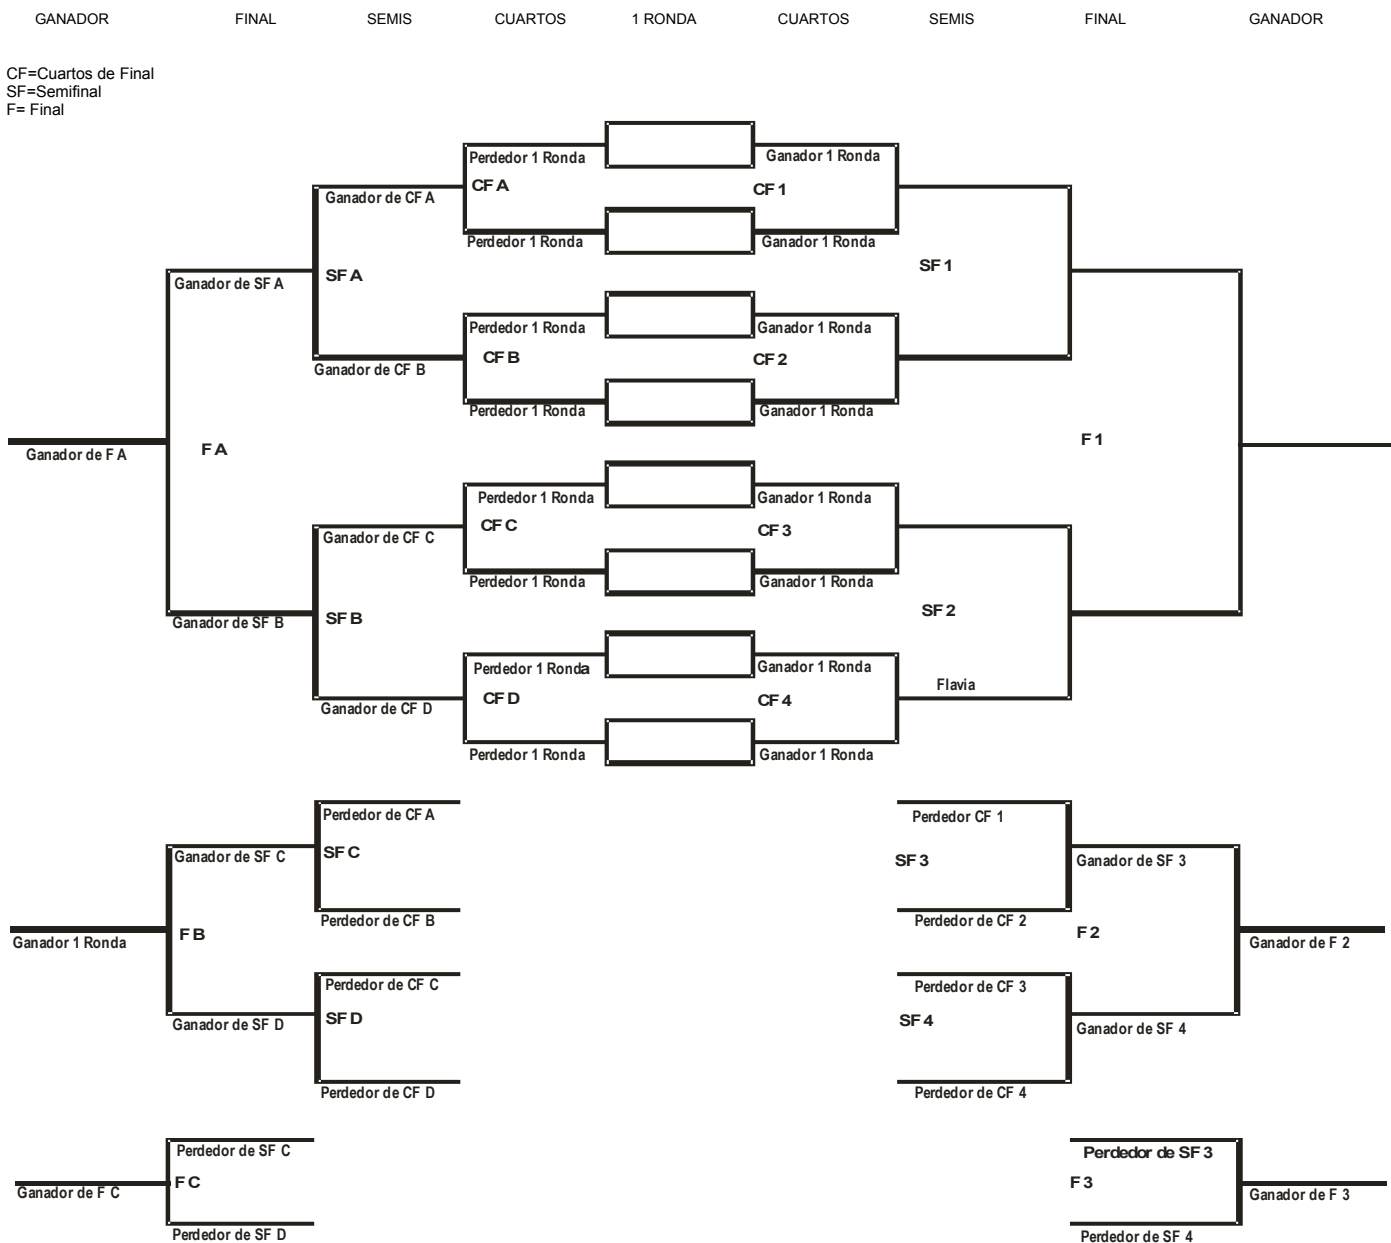 GANADOR FINAL SEMIS CUARTOS 1 RONDA CUARTOS SEMIS FINAL GANADOR
CF=Cuartos de Final
SF=Semifinal
F= Final
Perdedor 1 Ronda Ganador 1 Ronda
CF A CF 1
Ganador de CF A
Perdedor 1 Ronda Ganador 1 Ronda
SF 1
Ganador de SF A SF A
Perdedor 1 Ronda Ganador 1 Ronda
CF B CF 2
Ganador de CF B
Perdedor 1 Ronda Ganador 1 Ronda
F 1
Ganador de F A F A
Perdedor 1 Ronda Ganador 1 Ronda
CF C CF 3
Ganador de CF C
Perdedor 1 Ronda Ganador 1 Ronda
SF 2
Ganador de SF B SF B
Perdedor 1 Ronda Ganador 1 Ronda
Flavia
CF D CF 4
Ganador de CF D
Perdedor 1 Ronda Ganador 1 Ronda
Perdedor de CF A Perdedor CF 1
Ganador de SF C SF C SF 3 Ganador de SF 3
Perdedor de CF B Perdedor de CF 2
F B F 2
Ganador 1 Ronda Ganador de F 2
Perdedor de CF C Perdedor de CF 3
SF D SF 4
Ganador de SF D Ganador de SF 4
Perdedor de CF D Perdedor de CF 4
Perdedor de SF C Perdedor de SF 3
F C F 3
Ganador de F C Ganador de F 3
Perdedor de SF D Perdedor de SF 4